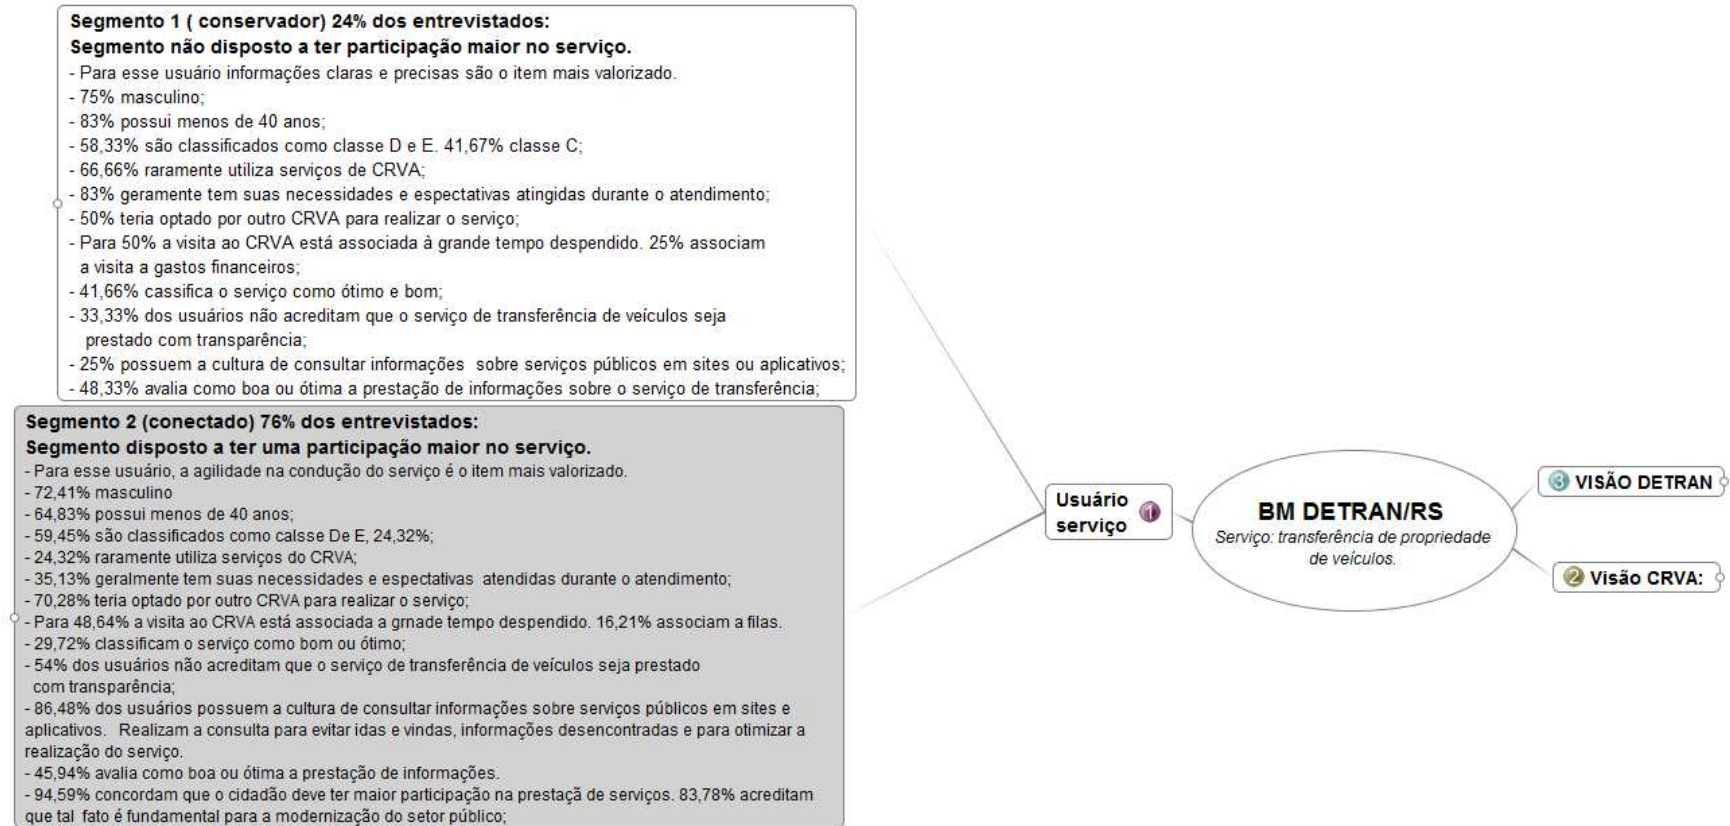 Segmento 1 ( conservador) 24% dos entrevistados:
Segmento não disposto a ter participação maior no serviço.
- Para esse usuário informações claras e precisas são o item mais valorizado.
- 75% masculino;
- 83% possui menos de 40 anos;
- 58,33% são classificados como classe D e E. 41,67% classe C;
- 66,66% raramente utiliza serviços de CRVA;
- 83% geramente tem suas necessidades e espectativas atingidas durante o atendimento;
- 50% teria optado por outro CRVA para realizar o serviço;
- Para 50% a visita ao CRVA está associada à grande tempo despendido. 25% associam
a visita a gastos financeiros;
- 41,66% cassifica o serviço como ótimo e bom;
- 33,33% dos usuários não acreditam que o serviço de transferência de veículos seja
prestado com transparência;
- 25% possuem a cultura de consultar informações sobre serviços públicos em sites ou aplicativos;
- 48,33% avalia como boa ou ótima a prestação de informações sobre o serviço de transferência;
Segmento 2 (conectado) 76% dos entrevistados:
Segmento disposto a ter uma participação maior no serviço.
- Para esse usuário, a agilidade na condução do serviço é o item mais valorizado.
- 72,41% masculino
- 64,83% possui menos de 40 anos;
- 59,45% são classificados como calsse De E, 24,32%;
- 24,32% raramente utiliza serviços do CRVA;
- 35,13% geralmente tem suas necessidades e espectativas atendidas durante o atendimento;
- 70,28% teria optado por outro CRVA para realizar o serviço;
- Para 48,64% a visita ao CRVA está associada a grnade tempo despendido. 16,21% associam a filas.
- 29,72% classificam o serviço como bom ou ótimo;
- 54% dos usuários não acreditam que o serviço de transferência de veículos seja prestado
com transparência;
- 86,48% dos usuários possuem a cultura de consultar informações sobre serviços públicos em sites e
aplicativos. Realizam a consulta para evitar idas e vindas, informações desencontradas e para otimizar a
realização do serviço.
- 45,94% avalia como boa ou ótima a prestação de informações.
- 94,59% concordam que o cidadão deve ter maior participação na prestaçã de serviços. 83,78% acreditam
que tal fato é fundamental para a modernização do setor público;
Usuário
serviço 1
BM DETRAN/RS
Serviço: transferência de propriedade
de veículos.
3 VISÃO DETRAN
2 Visão CRVA: